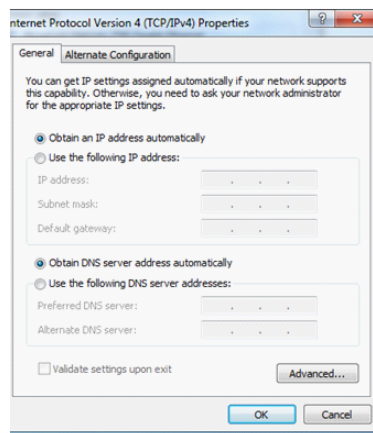 nternet Protocol Version 4 (TCP/IPv4) Properties
General
Alternate Configuration
You can get IP settings assigned automatically if your network supports
this capability. Otherwise, you need to ask your network administrator
for the appropriate IP settings.
Obtain an IP address automatically
Use the following IP address:
IP address:
Subnet mask:
Default gateway:
Obtain DNS server address automatically
Use the following DNS server addresses:
Preferred DNS server:
Alternate DNS server:
Validate settings upon exit
Advanced...
OK
Cancel